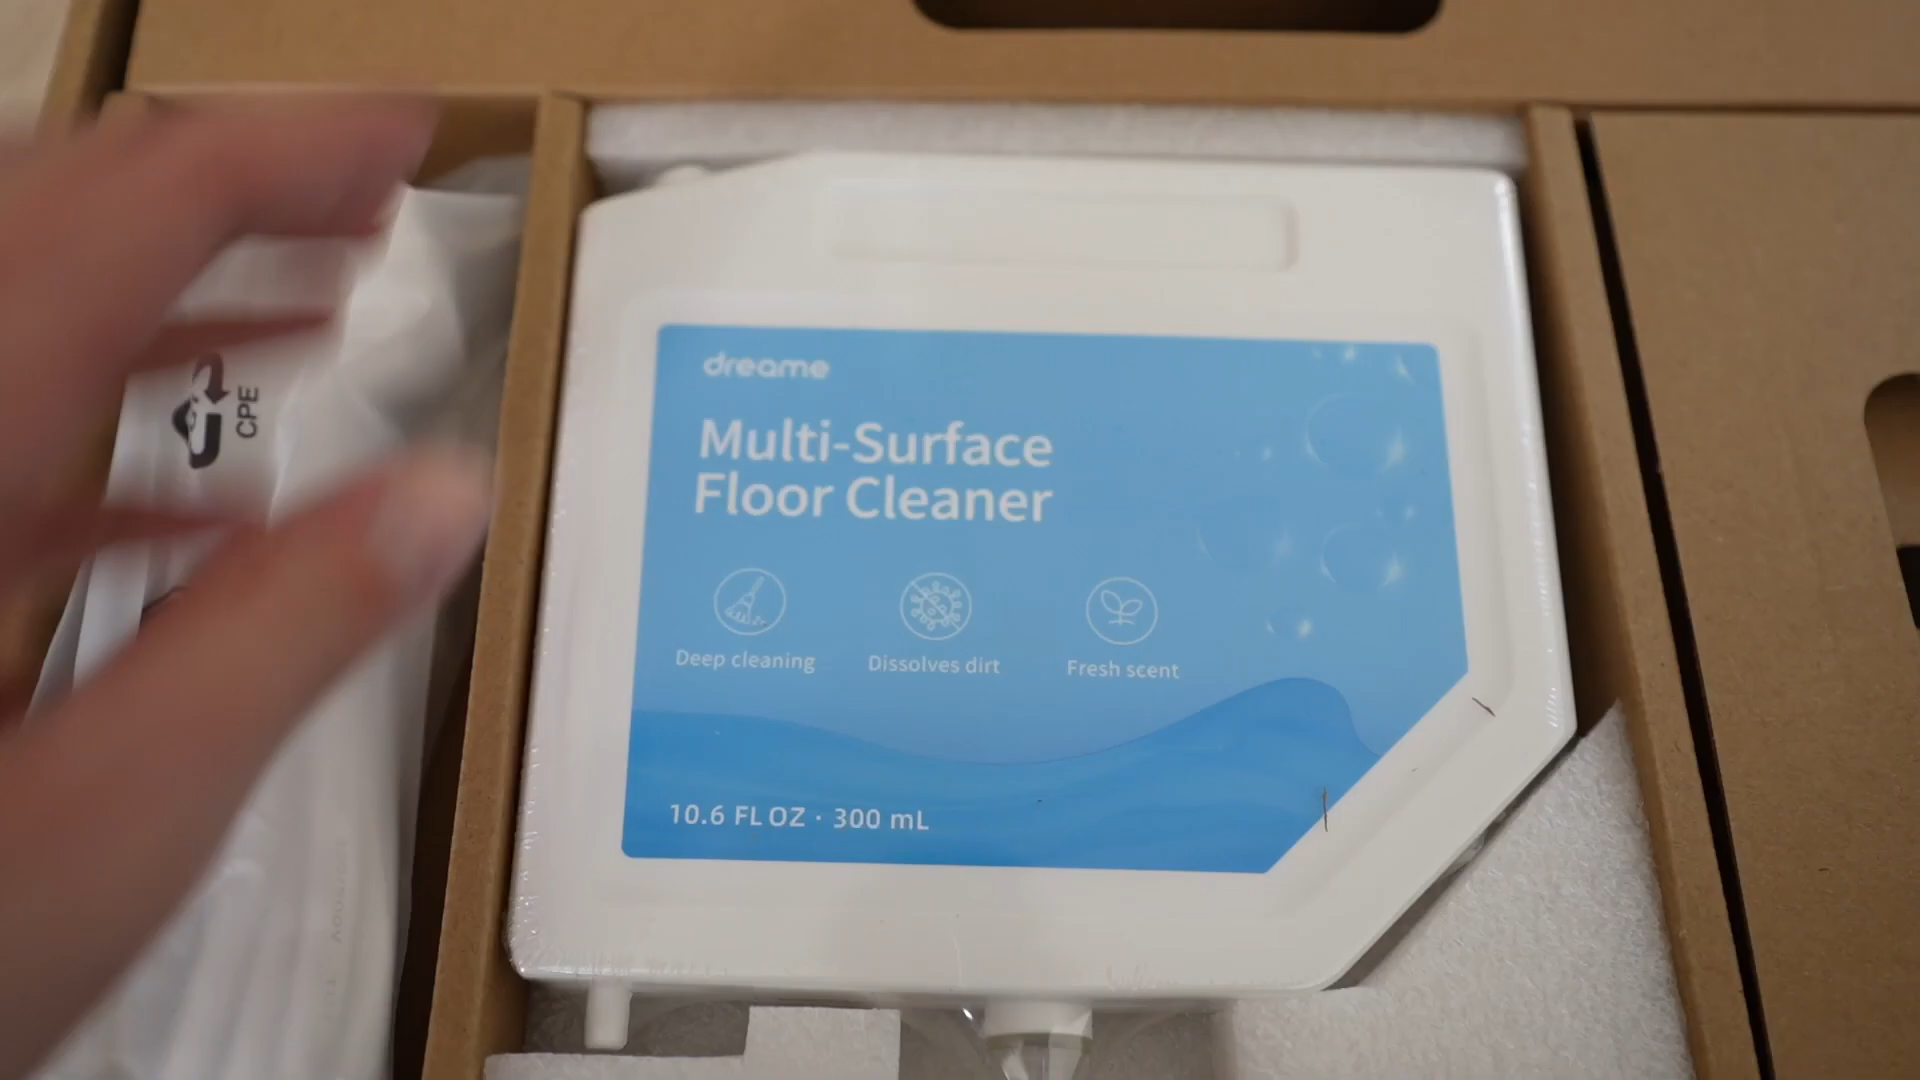 dreame
Multi-Surface
Floor Cleaner
Deep cleaning
Dissolves dirt
Fresh scent
10.6 FL OZ · 300 mL
CPE